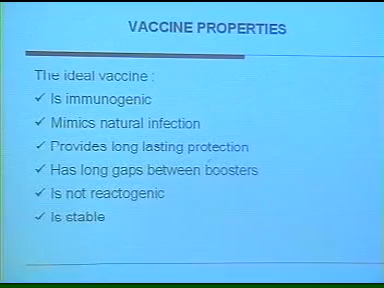 VACCINE PROPERTIES
The ideal vaccine :
✓ Is immunogenic
✓ Mimics natural infection
✓ Provides long lasting protection
✓ Has long gaps between boosters
✓ Is not reactogenic
✓ Is stable